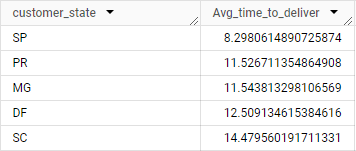 customer_state Avg_time_to_deliver
SP 8.2980614890725874
PR 11.526711354864908
MG 11.543813298106569
DF 12.509134615384616
SC 14.479560191711331